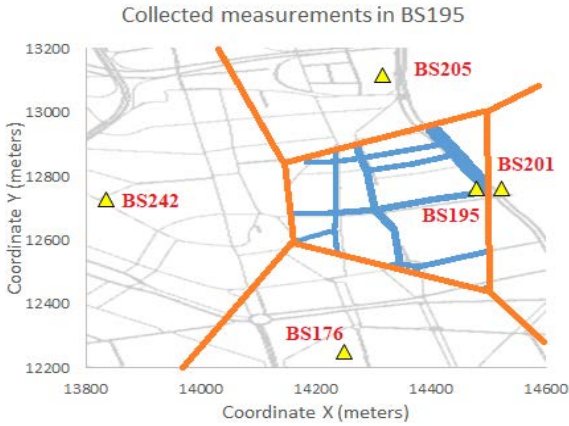 Collected measurements in BS195
13200
13000
12800
12600
12400
12200
Coordinate Y (meters)
BS205
BS242
BS201
BS195
BS176
13800
14000
14200
14400
14600
Coordinate X (meters)